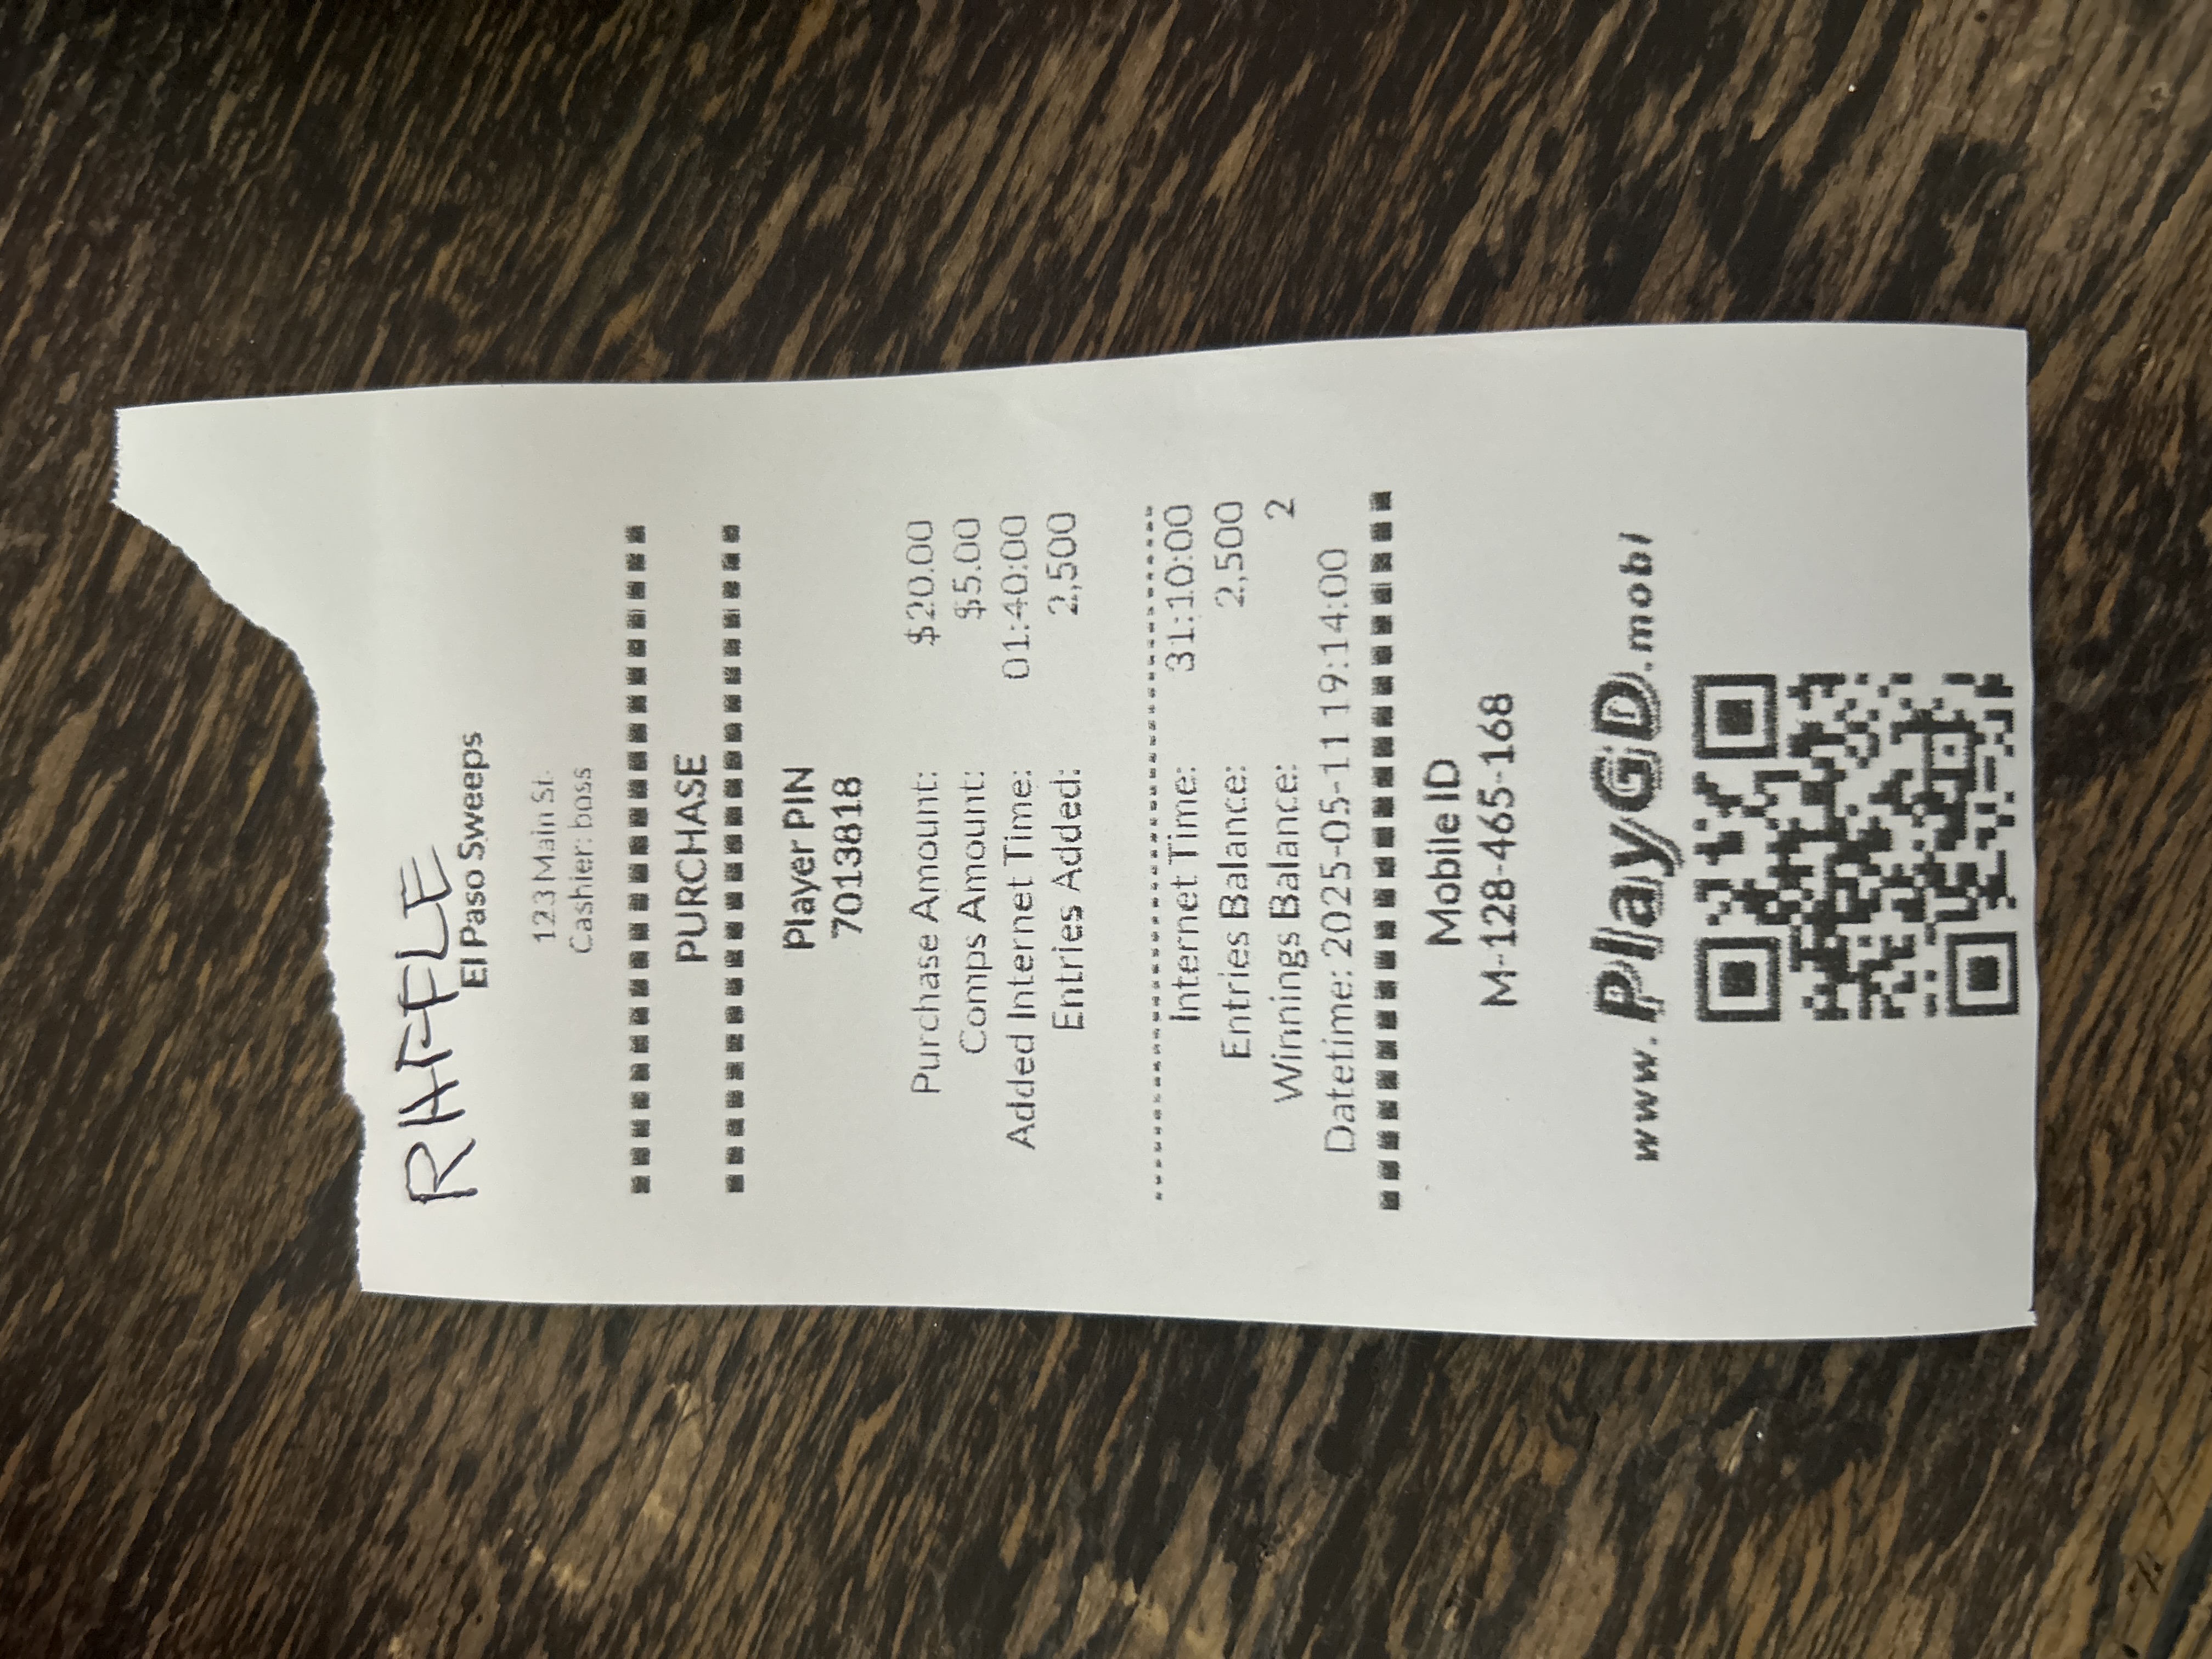 RAFFLE
El Paso Sweeps
123 Main St.
Cashier: boss
PURCHASE
Player PIN
7013818
Purchase Amount: $20.00
Comps Amount: $5.00
Added Internet Time: 01:40:00
Entries Added: 2,500
Internet Time: 31:10:00
Entries Balance: 2,500
Winnings Balance: 2
Datetime: 2025-05-11 19:14:00
Mobile ID
M-128-465-168
www.PlayGD.mobi